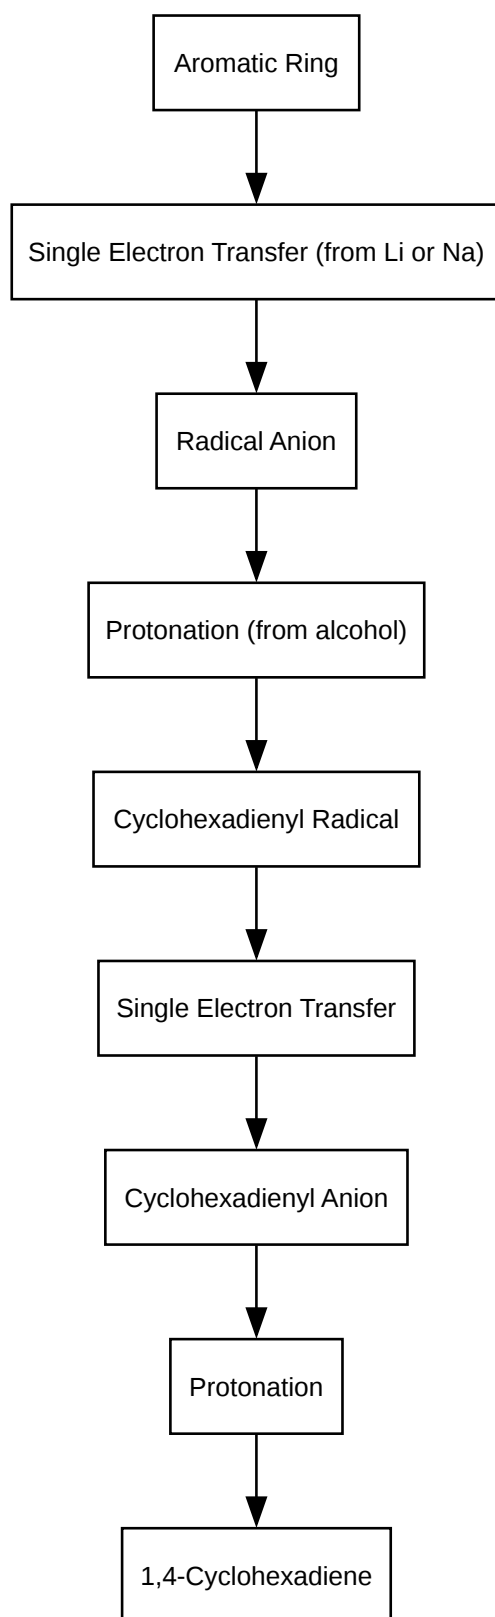 Aromatic Ring
Single Electron Transfer (from Li or Na)
Radical Anion
Protonation (from alcohol)
Cyclohexadienyl Radical
Single Electron Transfer
Cyclohexadienyl Anion
Protonation
1,4-Cyclohexadiene